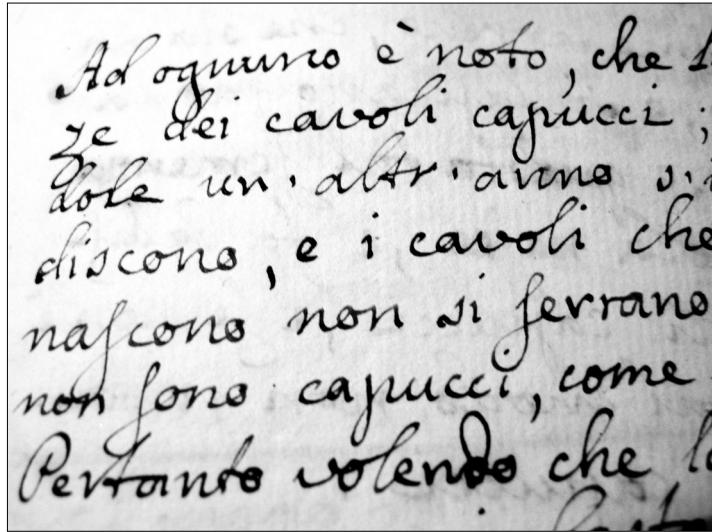 Ad ognuno è noto, che
ze dei cavoli capucci;
dole un' altr' anno
discono, e i cavoli che
naſcono non si ſerrano
non ſono capucci, come
Pertanto volendo che